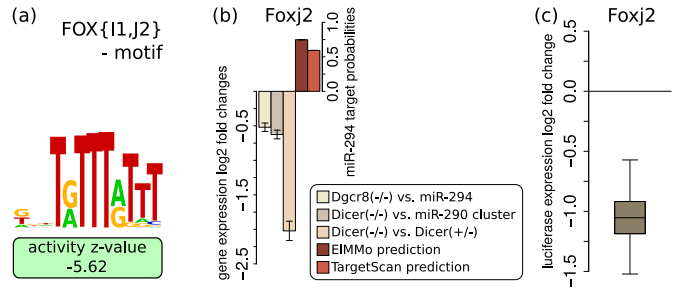 (a)
FOX{I1,J2}
- motif
TGTTTATTT
GATTTGT
activity z-value
-5.62
(b)
Foxj2
gene expression log2 fold changes
-0.5
-1.5
-2.5
0.0
0.5
1.0
miR-294 target probabilities
Dgcr8(-/-) vs. miR-294
Dicer(-/-) vs. miR-290 cluster
Dicer(-/-) vs. Dicer(+/-)
ElMMo prediction
TargetScan prediction
(c)
Foxj2
luciferase expression log2 fold change
0.5
0.0
-0.5
-1.0
-1.5